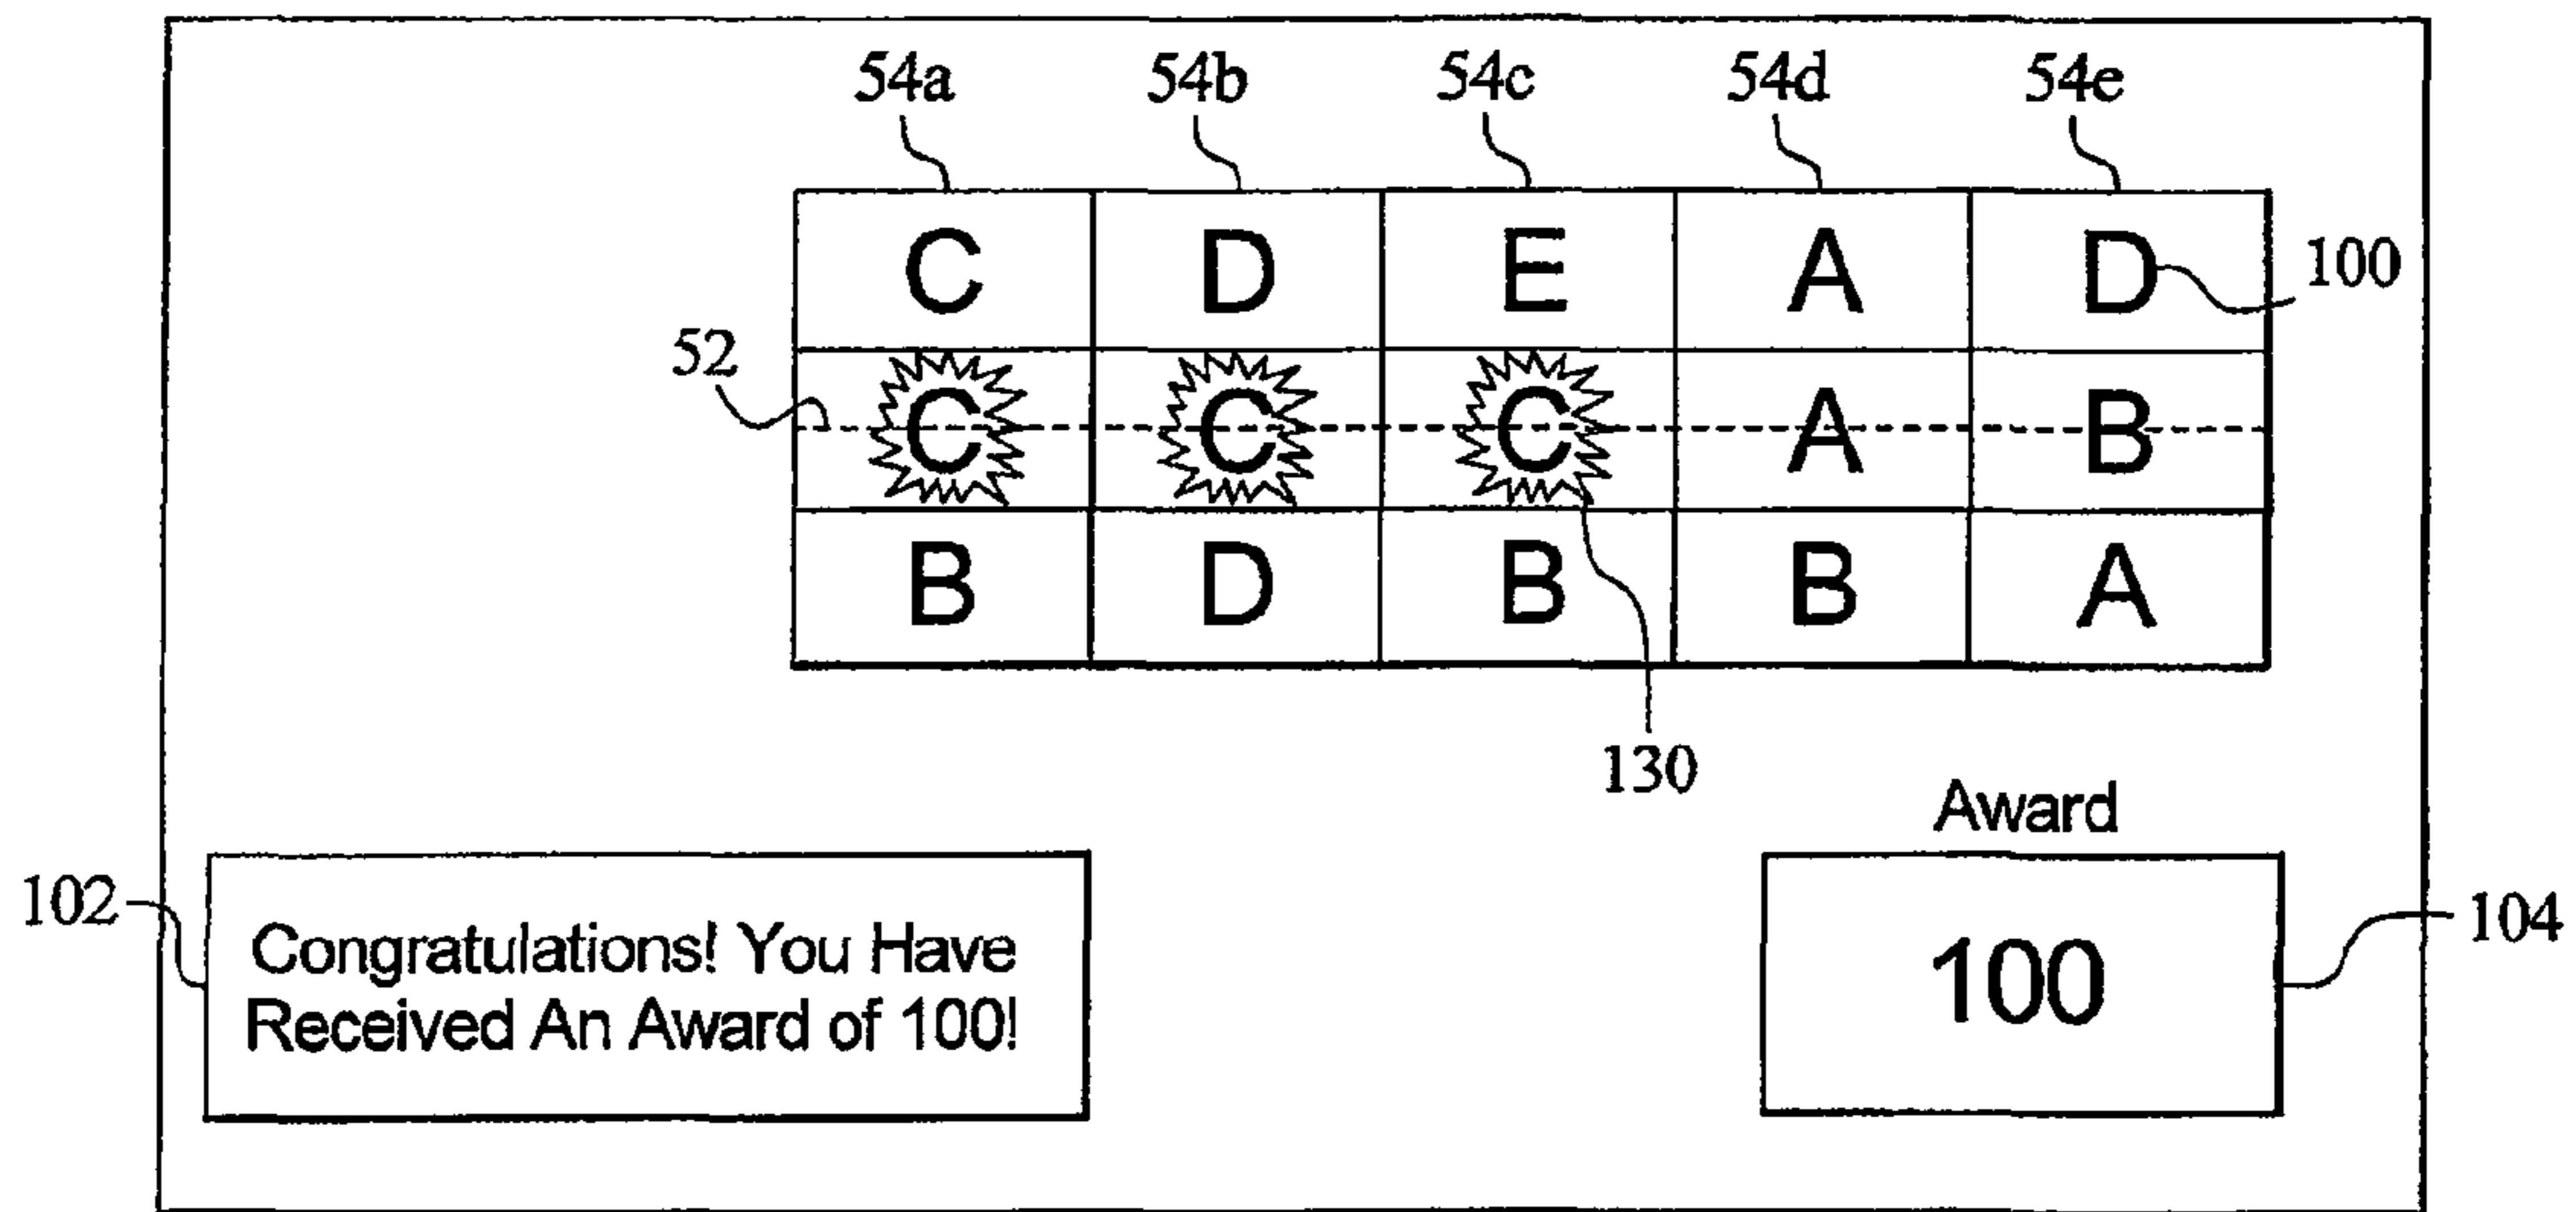 54a 54b 54c 54d 54e
C D E A D 100
52
C C C A B
B D B B A
130
Award
102
Congratulations! You Have
Received An Award of 100!
100
104